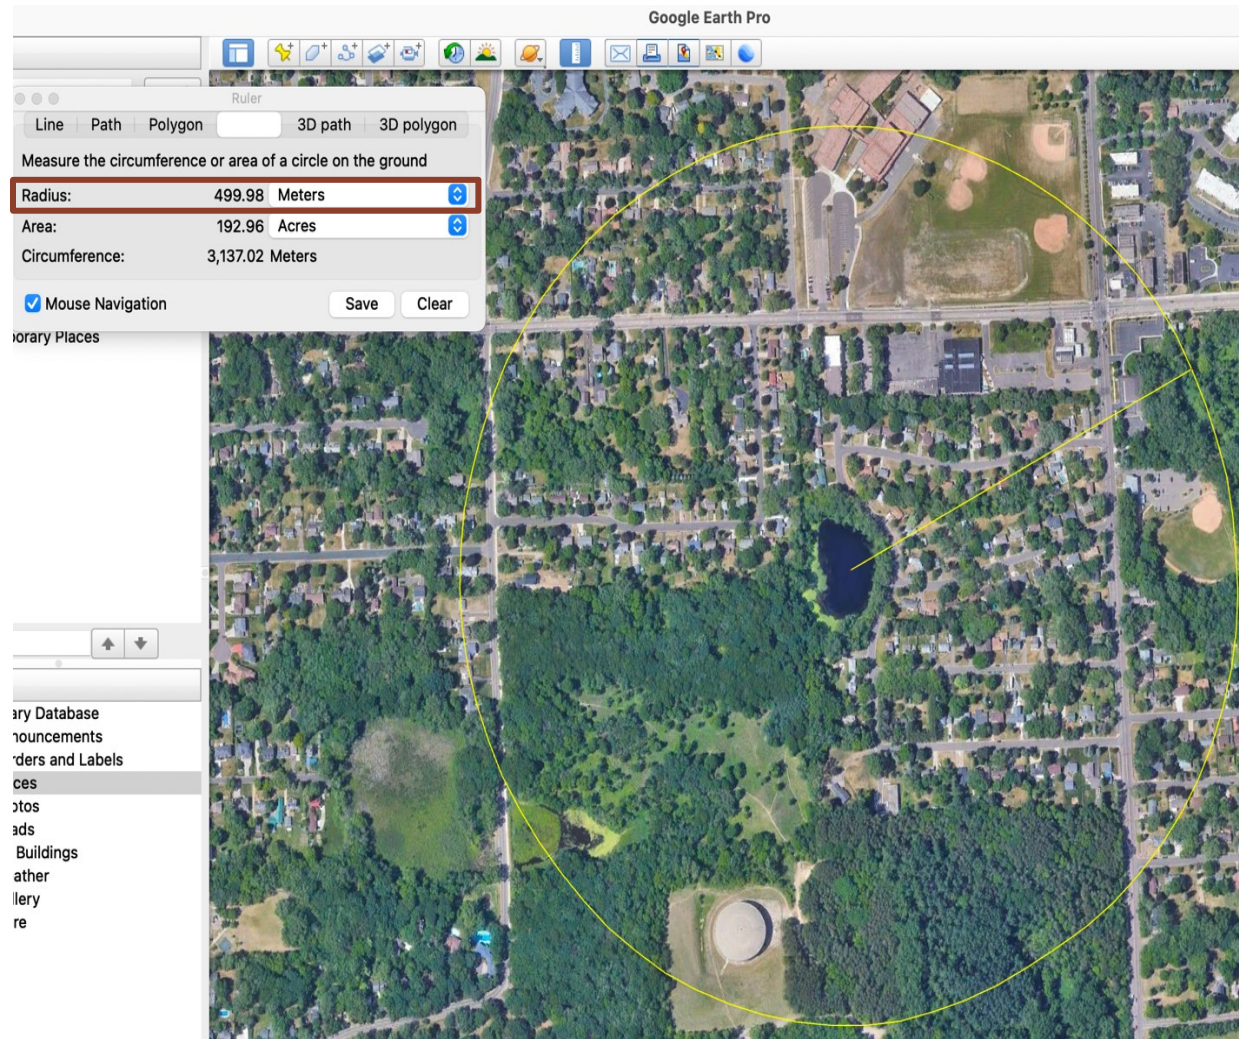 Google Earth Pro
Ruler
Line Path Polygon 3D path 3D polygon
Measure the circumference or area of a circle on the ground
Radius: 499.98 Meters
Area: 192.96 Acres
Circumference: 3,137.02 Meters
Mouse Navigation Save Clear
orary Places
ary Database
nouncements
rders and Labels
ces
otos
ads
Buildings
ather
llery
re